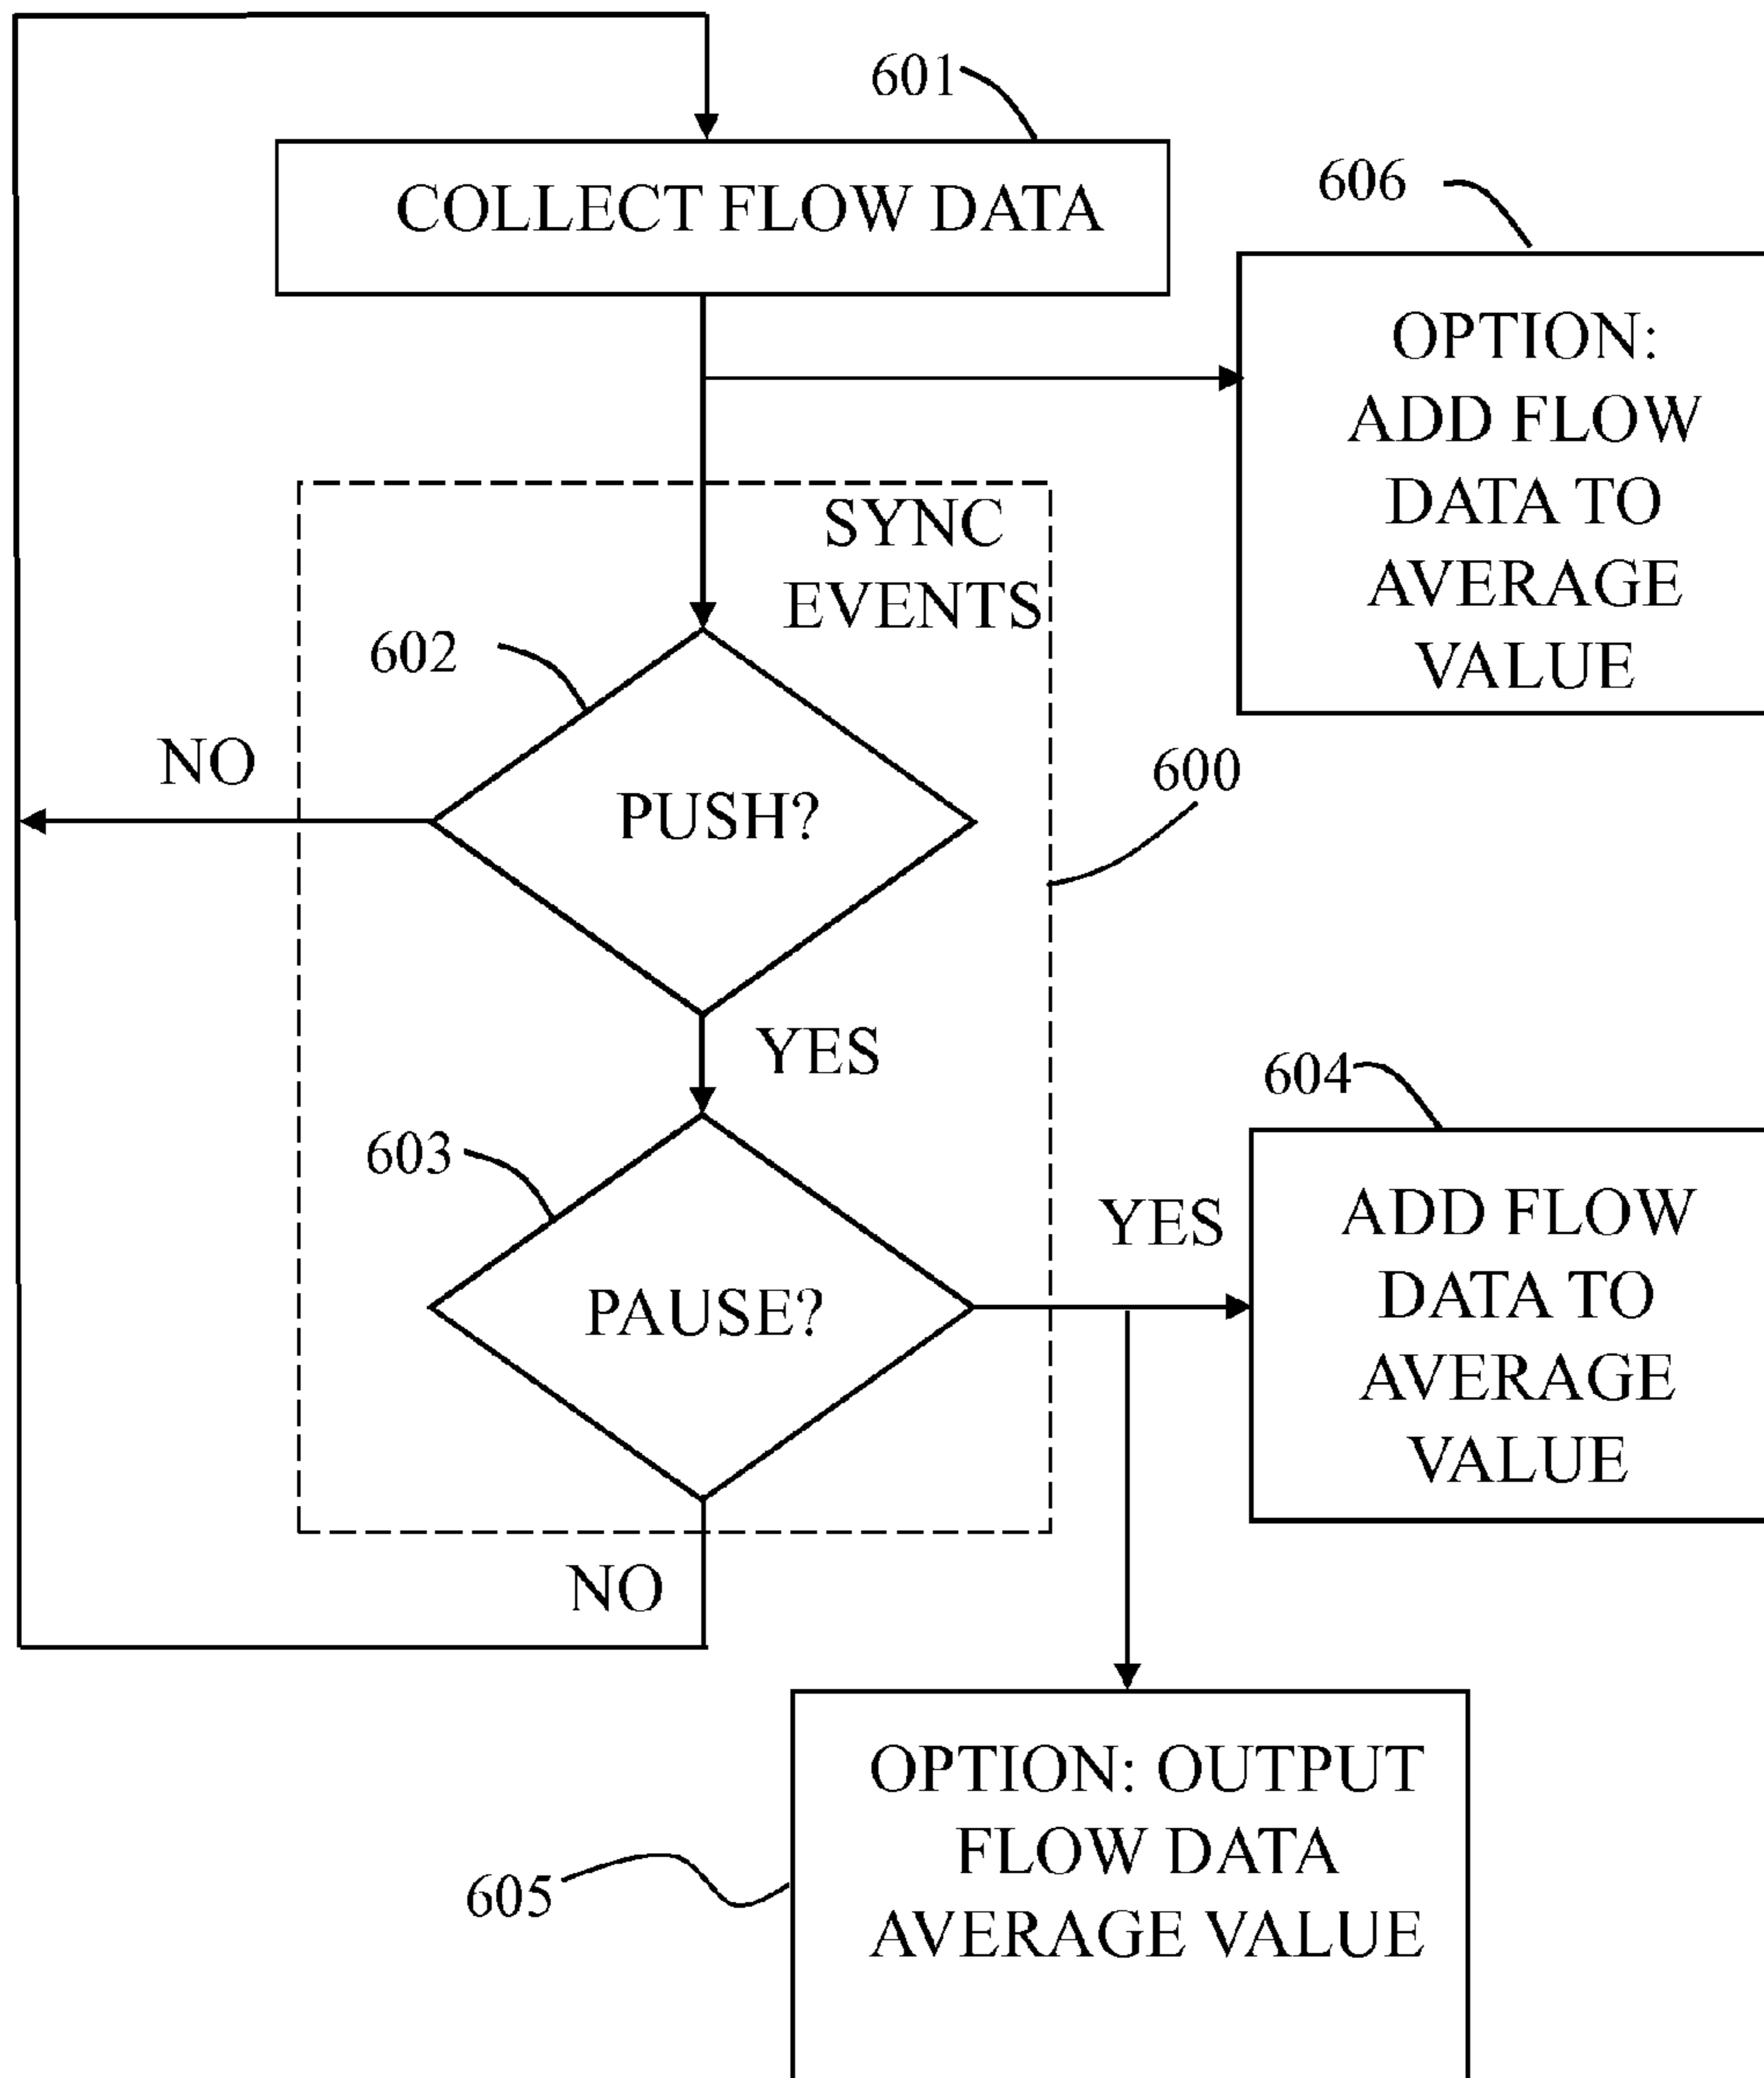 601
COLLECT FLOW DATA
606
OPTION:
ADD FLOW
DATA TO
AVERAGE
VALUE
SYNC
EVENTS
602
NO
PUSH?
600
YES
604
603
YES
ADD FLOW
DATA TO
AVERAGE
VALUE
PAUSE?
NO
OPTION: OUTPUT
FLOW DATA
AVERAGE VALUE
605